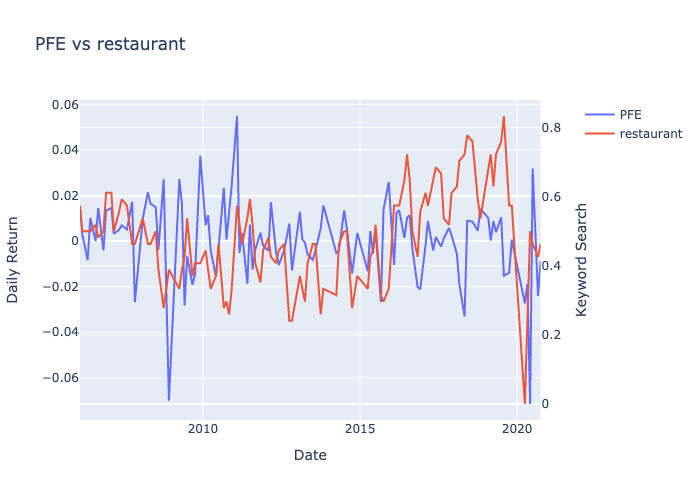 PFE vs restaurant
PFE
restaurant
0.06
0.04
0.02
0
−0.02
−0.04
−0.06
0.8
0.6
0.4
0.2
0
Daily Return
Keyword Search
2010
2015
2020
Date